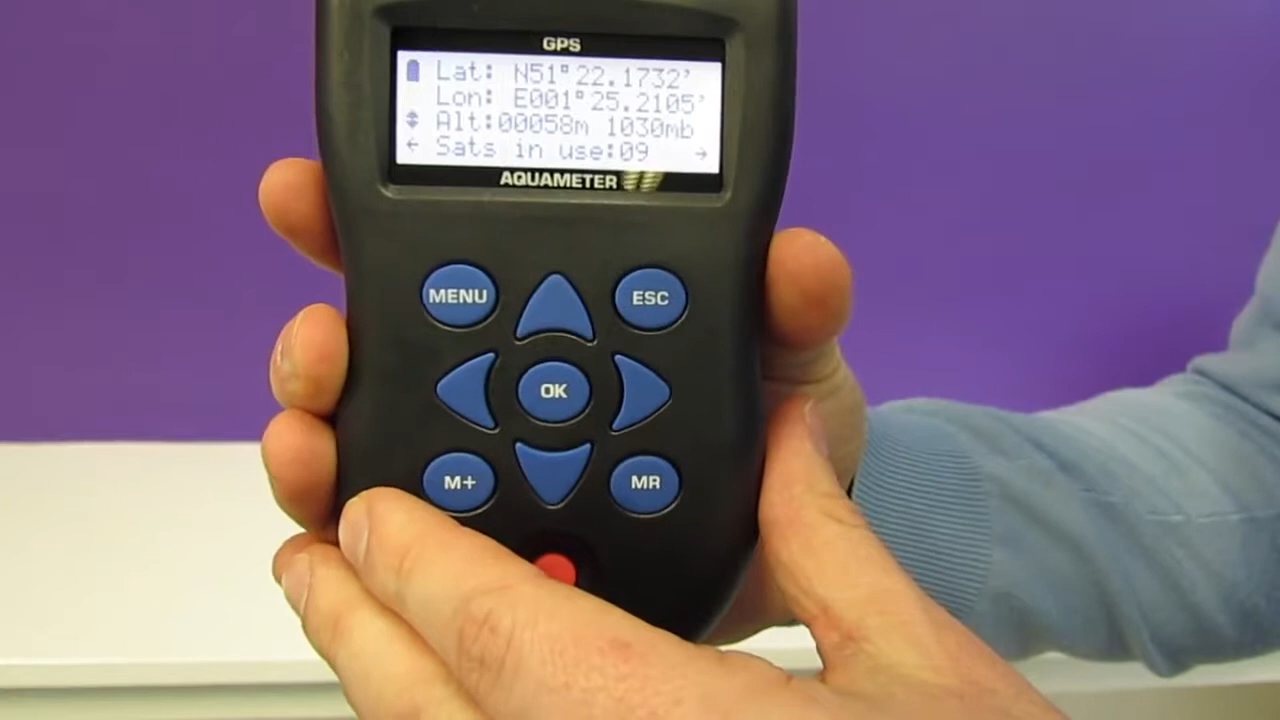 GPS
Lat: N51°22.1732'
Lon: E001°25.2105'
Alt:00058m 1030mb
← Sats in use:09 →
AQUAMETER
MENU
ESC
OK
M+
MR